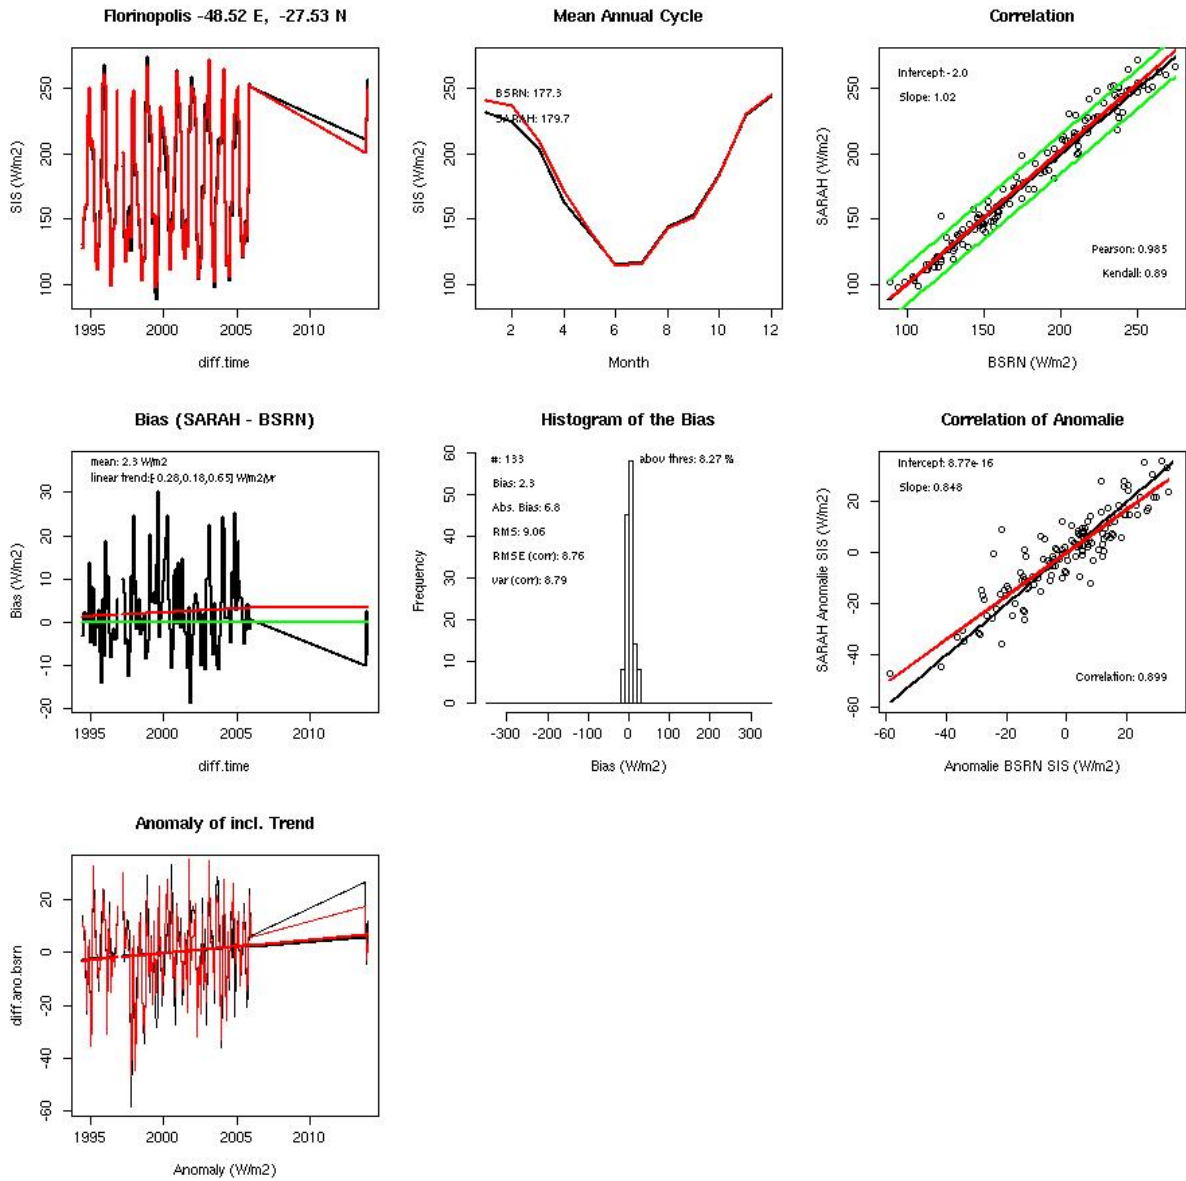 Florinopolis -48.52 E, -27.53 N
SIS (W/m2)
250
200
150
100
1995 2000 2005 2010
diff.time
Mean Annual Cycle
BSRN: 177.3
SARAH: 179.7
SIS (W/m2)
250
200
150
100
2 4 6 8 10 12
Month
Correlation
Intercept:-2.0
Slope: 1.02
SARAH (W/m2)
250
200
150
100
Pearson: 0.985
Kendall: 0.89
100 150 200 250
BSRN (W/m2)
Bias (SARAH - BSRN)
mean: 2.3 W/m2
linear trend:[-0.28,0.18,0.65] W/m2/yr
Bias (W/m2)
30
20
10
0
-10
-20
1995 2000 2005 2010
diff.time
Histogram of the Bias
#: 133
abov thres: 8.27 %
Bias: 2.3
Abs. Bias: 6.8
RMS: 9.06
RMSE (corr): 8.76
var (corr): 8.79
Frequency
60
50
40
30
20
10
0
-300 -200 -100 0 100 200 300
Bias (W/m2)
Correlation of Anomalie
Intercept: 8.77e-16
Slope: 0.848
SARAH Anomalie SIS (W/m2)
20
0
-20
-40
-60
Correlation: 0.899
-60 -40 -20 0 20
Anomalie BSRN SIS (W/m2)
Anomaly of incl. Trend
diff.ano.bsrn
20
0
-20
-40
-60
1995 2000 2005 2010
Anomaly (W/m2)